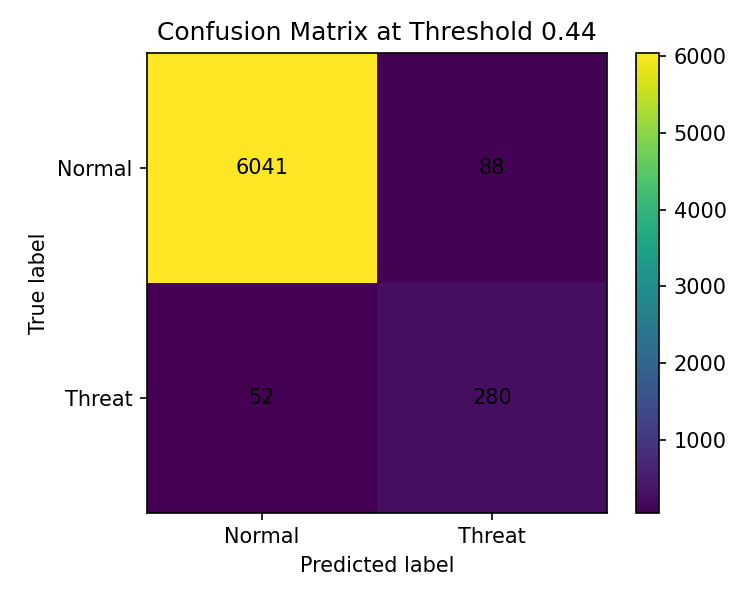 Confusion Matrix at Threshold 0.44
True label
Normal
6041
88
Threat
52
280
Normal
Threat
Predicted label
6000
5000
4000
3000
2000
1000